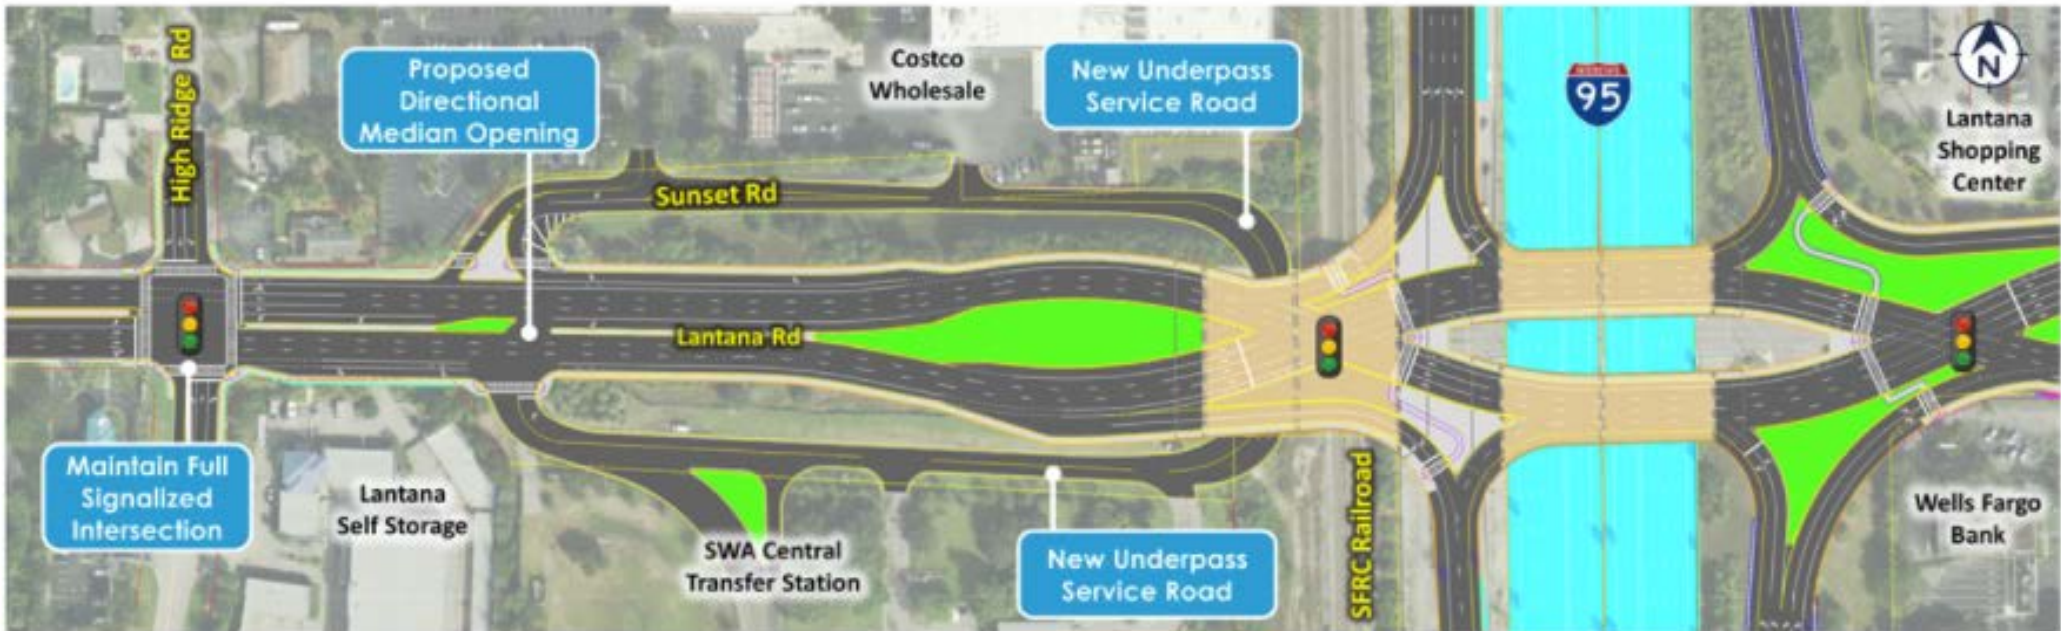 High Ridge Rd
Proposed
Directional
Median Opening
Costco
Wholesale
New Underpass
Service Road
95
N
Lantana
Shopping
Center
Sunset Rd
Lantana Rd
Maintain Full
Signalized
Intersection
Lantana
Self Storage
SWA Central
Transfer Station
New Underpass
Service Road
SFRC Railroad
Wells Fargo
Bank